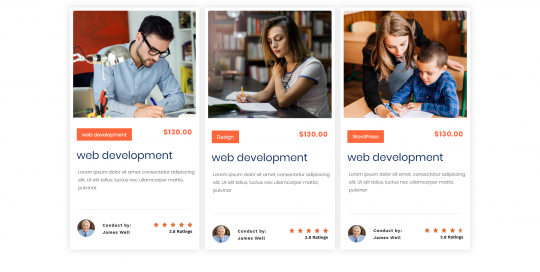 web development
$130.00
web development
Lorem ipsum dolor sit amet, consectetur adipiscing
elit. Ut elit tellus, luctus nec ullamcorper mattis,
pulvinar
Conduct by:
James Well
3.8 Ratings
Design
$130.00
web development
Lorem ipsum dolor sit amet, consectetur adipiscing
elit. Ut elit tellus, luctus nec ullamcorper mattis,
pulvinar
Conduct by:
James Well
3.8 Ratings
WordPress
$130.00
web development
Lorem ipsum dolor sit amet, consectetur adipiscing
elit. Ut elit tellus, luctus nec ullamcorper mattis,
pulvinar
Conduct by:
James Well
3.8 Ratings